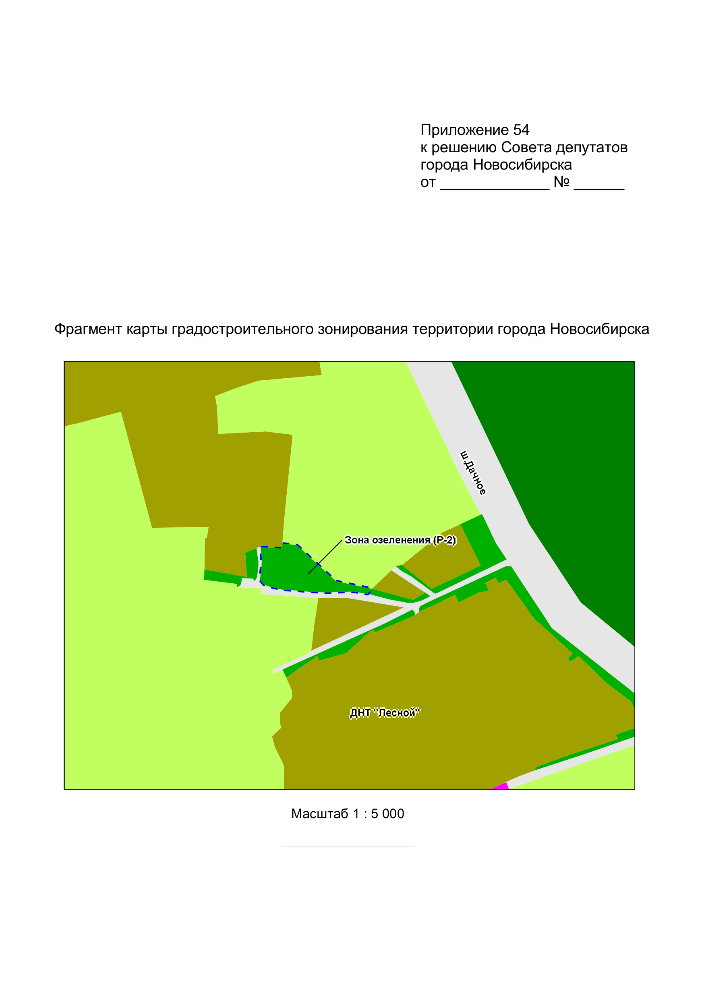 Приложение 54
к решению Совета депутатов
города Новосибирска
от _____________ № ______
Фрагмент карты градостроительного зонирования территории города Новосибирска
ш.Дачное
Зона озеленения (Р-2)
ДНТ "Лесной"
Масштаб 1 : 5 000